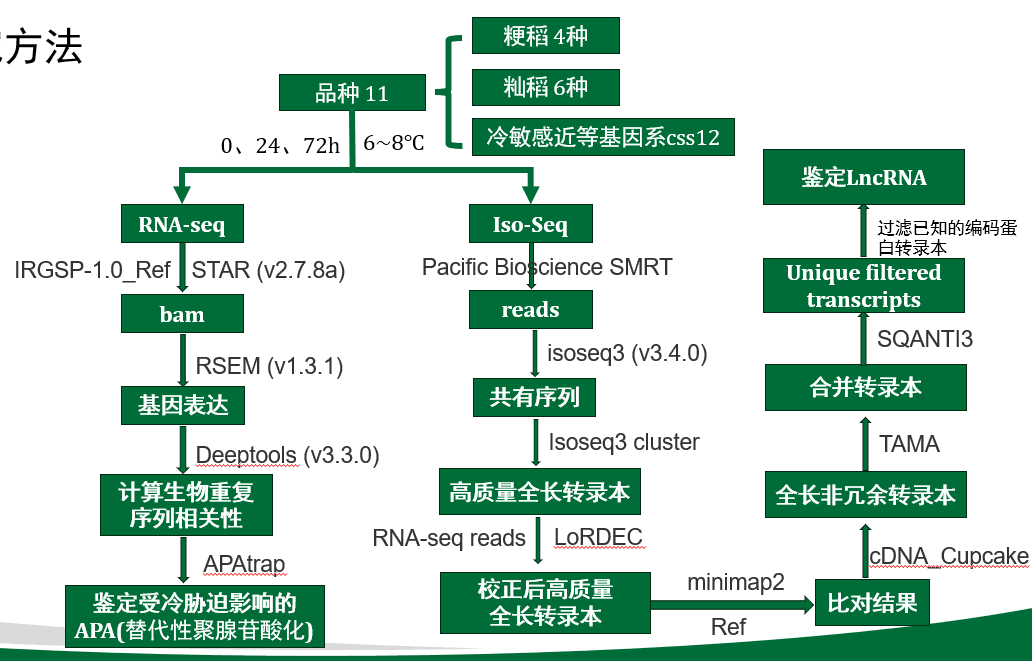 方法
粳稻 4种
品种 11
籼稻 6种
冷敏感近等基因系css12
0、24、72h
6~8℃
RNA-seq
IRGSP-1.0_Ref
STAR (v2.7.8a)
bam
RSEM (v1.3.1)
基因表达
Deeptools (v3.3.0)
计算生物重复
序列相关性
APAtrap
鉴定受冷胁迫影响的
APA(替代性聚腺苷酸化)
Iso-Seq
Pacific Bioscience SMRT
reads
isoseq3 (v3.4.0)
共有序列
Isoseq3 cluster
高质量全长转录本
RNA-seq reads
LoRDEC
校正后高质量
全长转录本
minimap2
Ref
比对结果
cDNA_Cupcake
全长非冗余转录本
TAMA
合并转录本
SQANTI3
Unique filtered
transcripts
过滤已知的编码蛋
白转录本
鉴定LncRNA